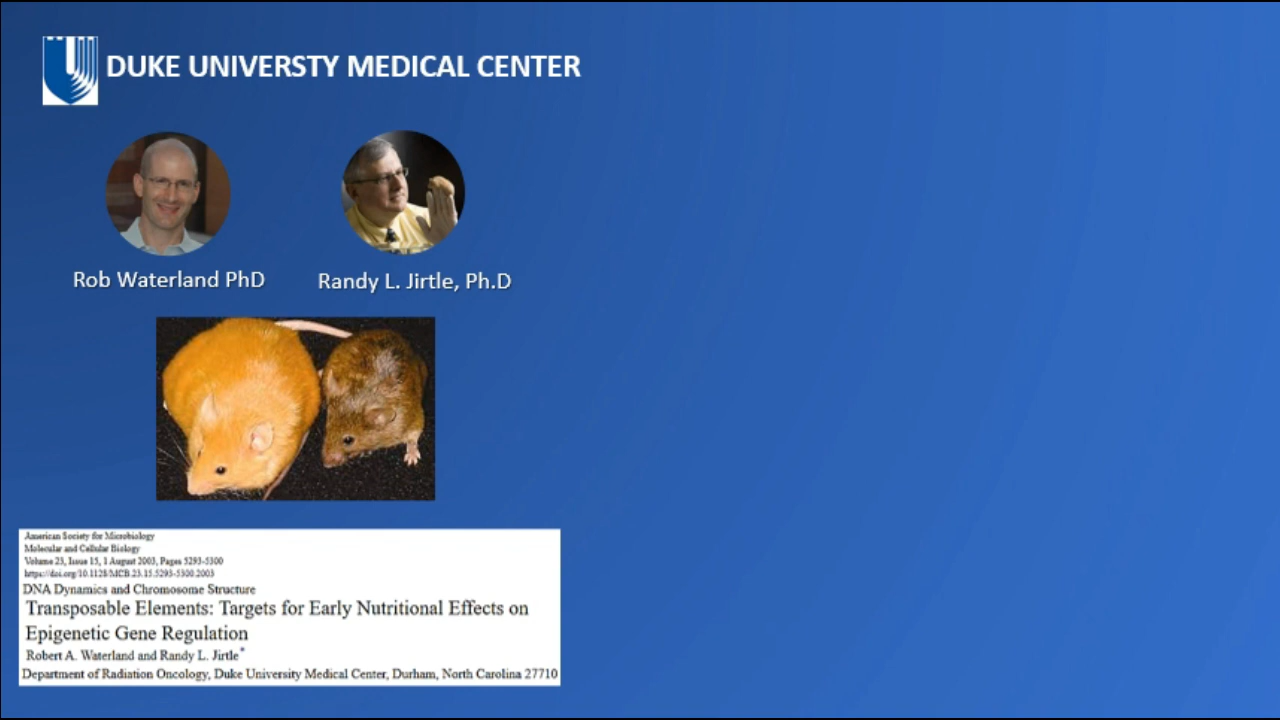 DUKE UNIVERSTY MEDICAL CENTER
Rob Waterland PhD
Randy L. Jirtle, Ph.D
American Society for Microbiology
Molecular and Cellular Biology
Volume 23, Issue 15, 1 August 2003, Pages 5293-5300
https://doi.org/10.1128/MCB.23.15.5293-5300.2003
DNA Dynamics and Chromosome Structure
Transposable Elements: Targets for Early Nutritional Effects on
Epigenetic Gene Regulation
Robert A. Waterland and Randy L. Jirtle*
Department of Radiation Oncology, Duke University Medical Center, Durham, North Carolina 27710